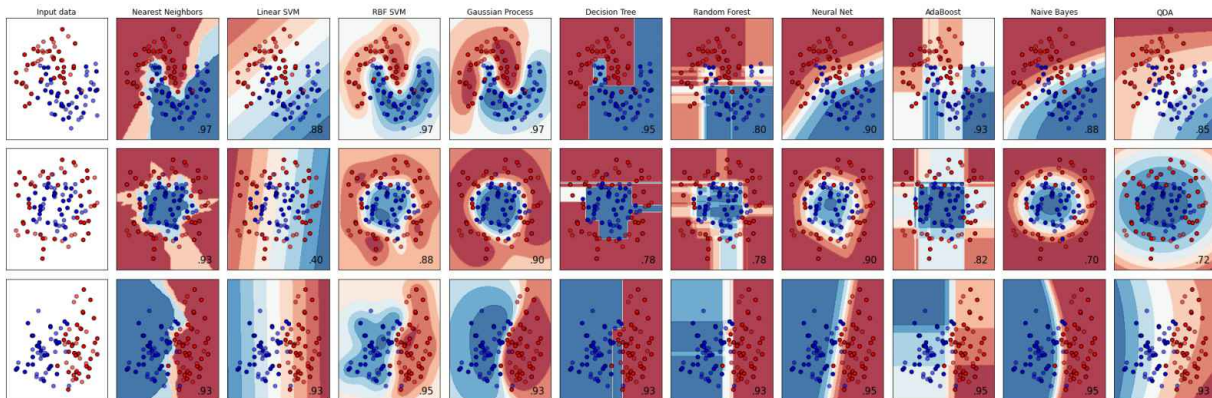 Input data Nearest Neighbors Linear SVM RBF SVM Gaussian Process Decision Tree Random Forest Neural Net AdaBoost Naive Bayes QDA
.97 .88 .97 .97 .95 .80 .90 .93 .88 .85
.93 .40 .88 .90 .78 .78 .90 .82 .70 .72
.93 .93 .95 .93 .93 .93 .95 .95 .95 .93